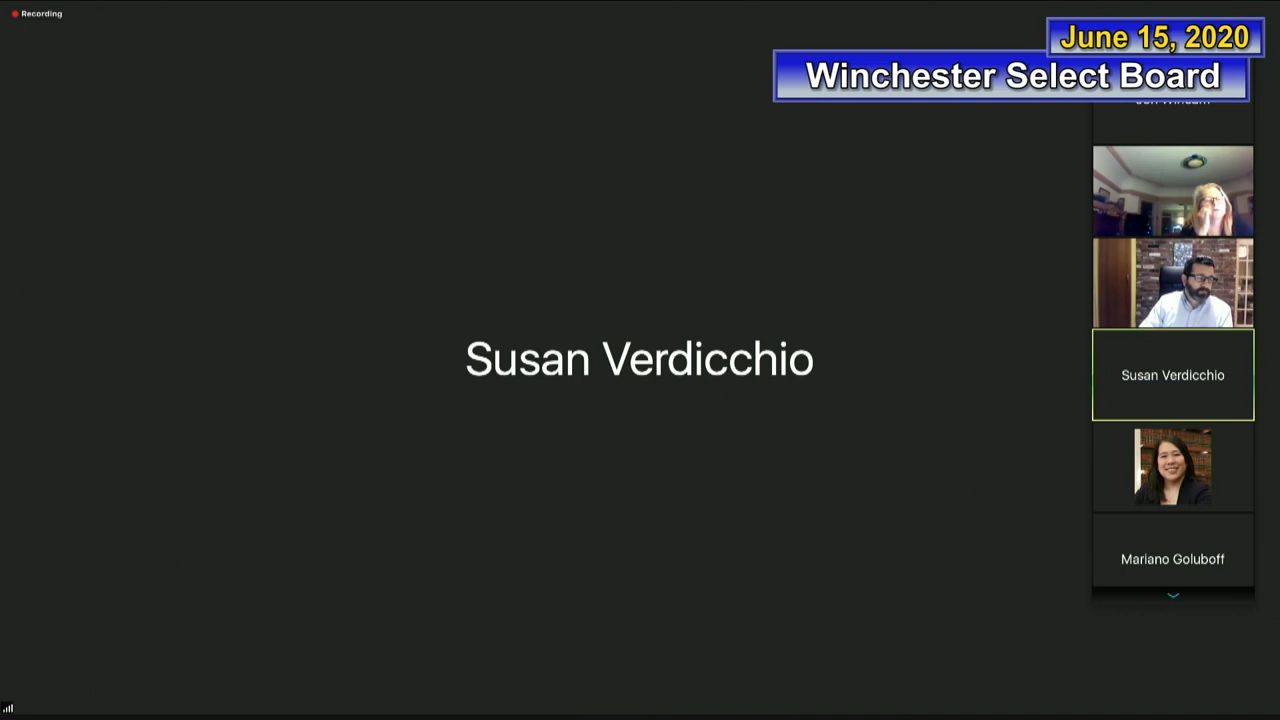 Recording
June 15, 2020
Winchester Select Board
Susan Verdicchio
Susan Verdicchio
Mariano Goluboff